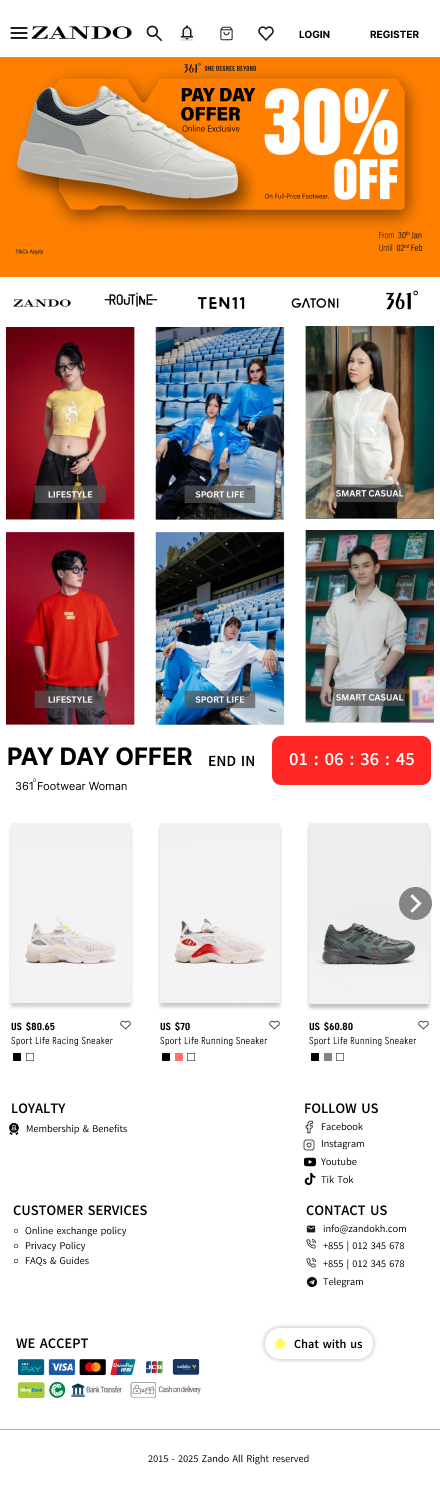 ZANDO LOGIN REGISTER
361° ONE DEGREE BEYOND
PAY DAY
OFFER
Online Exclusive
30%
OFF
On Full-Price Footwear.
From 30th Jan
Until 02nd Feb
T&Cs Apply
ZANDO ROUTINE TEN11 GATONI 361°
LIFESTYLE SPORT LIFE SMART CASUAL
LIFESTYLE SPORT LIFE SMART CASUAL
PAY DAY OFFER END IN 01 : 06 : 36 : 45
361° Footwear Woman
US $80.65 US $70 US $60.80
Sport Life Racing Sneaker Sport Life Running Sneaker Sport Life Running Sneaker
LOYALTY
Membership & Benefits
FOLLOW US
Facebook
Instagram
Youtube
Tik Tok
CUSTOMER SERVICES
Online exchange policy
Privacy Policy
FAQs & Guides
CONTACT US
info@zandokh.com
+855 | 012 345 678
+855 | 012 345 678
Telegram
WE ACCEPT
PAY VISA mastercard UnionPay JCB
Wing Bank Bank Transfer Cash on delivery
Chat with us
2015 - 2025 Zando All Right reserved